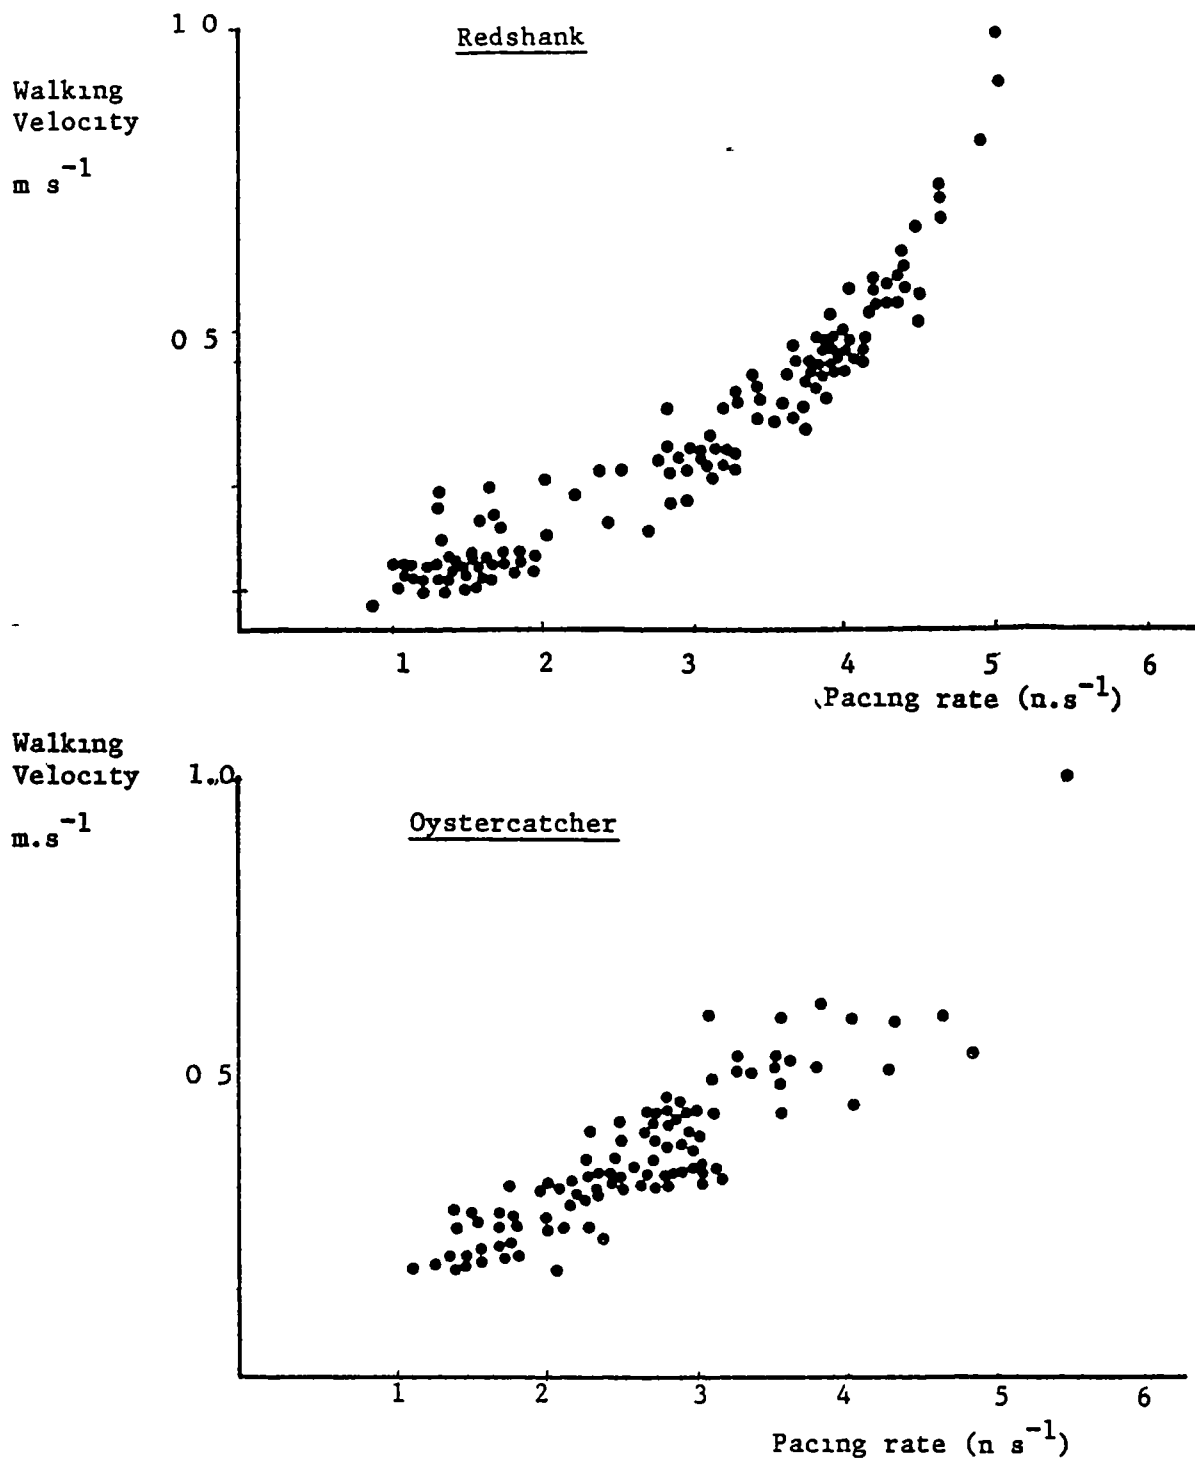 1 0
Redshank
Walking
Velocity
m s-1
0 5
1 2 3 4 5 6
Pacing rate (n.s-1)
Walking
Velocity
1.0
m.s-1
Oystercatcher
0 5
1 2 3 4 5 6
Pacing rate (n s-1)